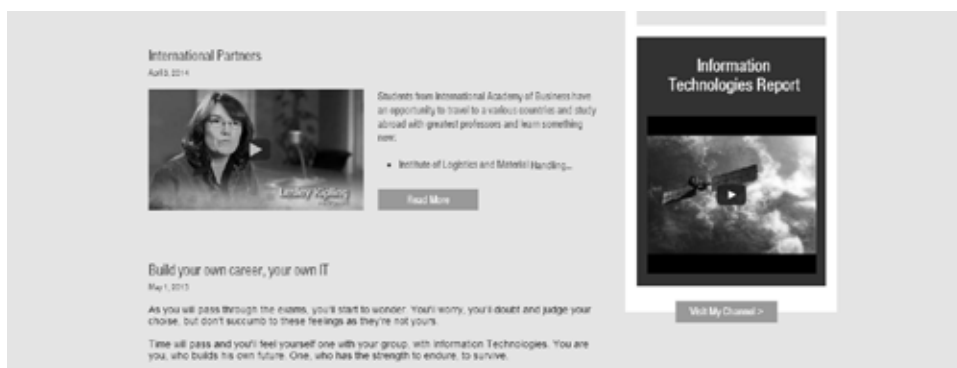 International Partners
April 3, 2014
Students from International Academy of Business have
an opportunity to travel to a various countries and study
abroad with greatest professors and learn something
new:
• Institute of Logistics and Material Handling...
Lesley Kipling
Read More
Build your own career, your own IT
May 1, 2013
As you will pass through the exams, you'll start to wonder. You'll worry, you'll doubt and judge your
choise, but don't succumb to these feelings as they're not yours.
Time will pass and you'll feel yourself one with your group, with Information Technologies. You are
you, who builds his own future. One, who has the strength to endure, to survive.
Information
Technologies Report
Visit My Channel >